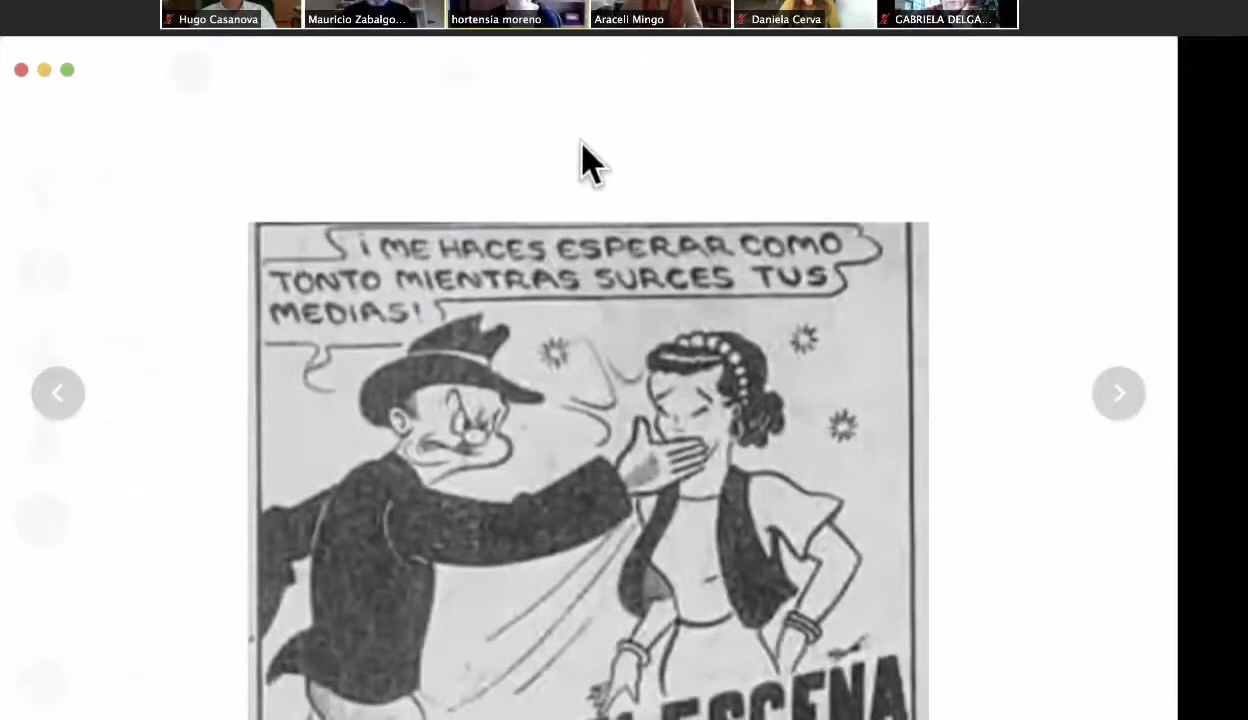 Hugo Casanova
Mauricio Zabalgo...
hortensia moreno
Araceli Mingo
Daniela Cerva
GABRIELA DELGA...
¡ME HACES ESPERAR COMO
TONTO MIENTRAS SURCES TUS
MEDIAS!
ESCENA